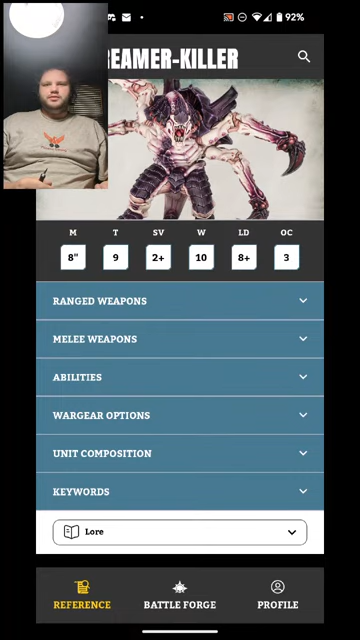 92%
REAMER-KILLER
M T SV W LD OC
8" 9 2+ 10 8+ 3
RANGED WEAPONS
MELEE WEAPONS
ABILITIES
WARGEAR OPTIONS
UNIT COMPOSITION
KEYWORDS
Lore
REFERENCE BATTLE FORGE PROFILE